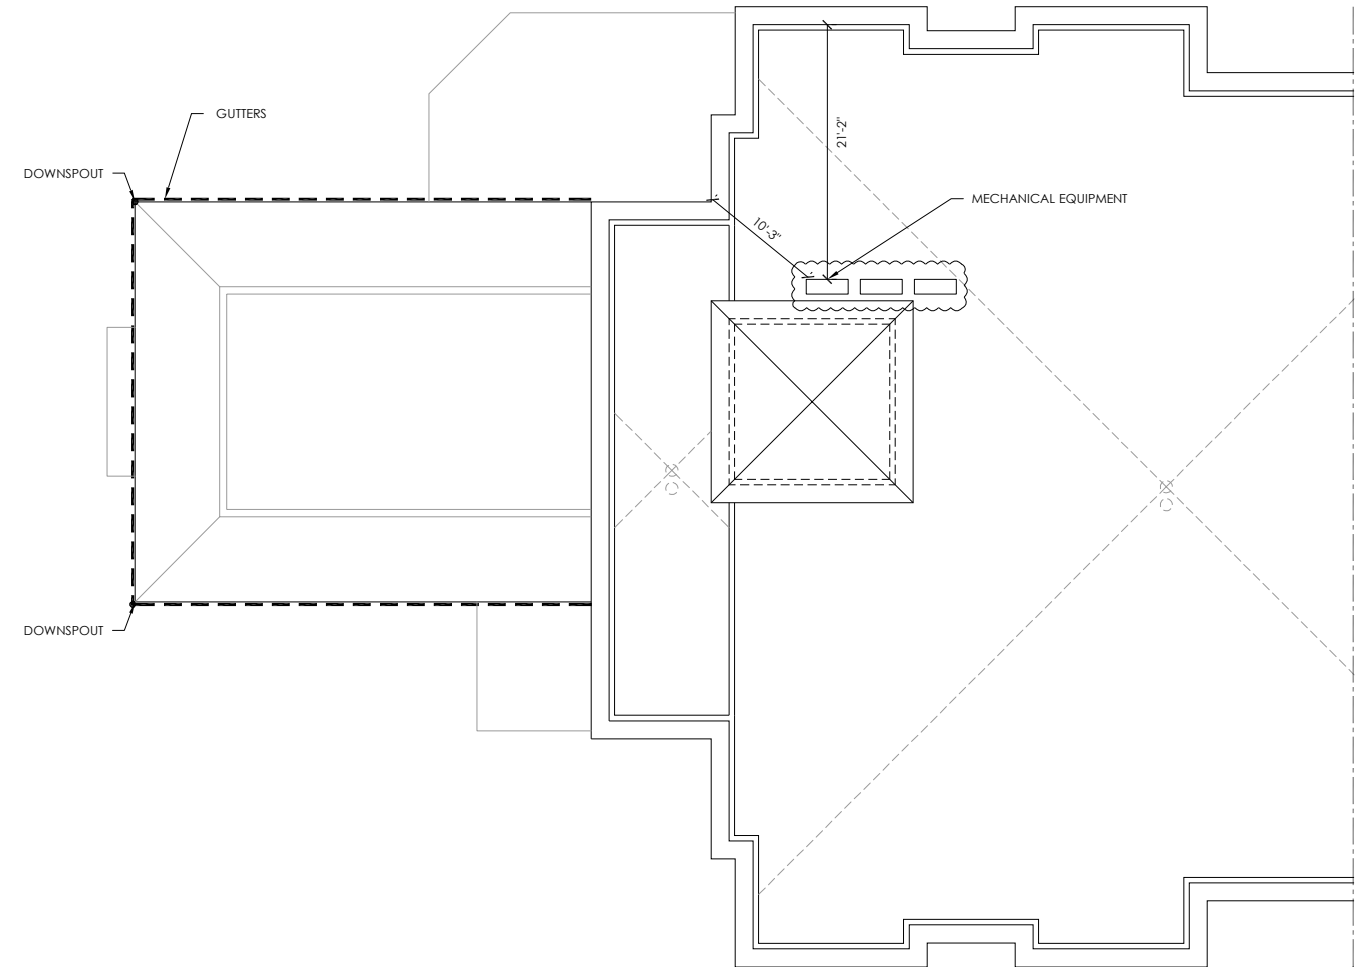 GUTTERS
DOWNSPOUT
21'-2"
MECHANICAL EQUIPMENT
10'-3"
DOWNSPOUT